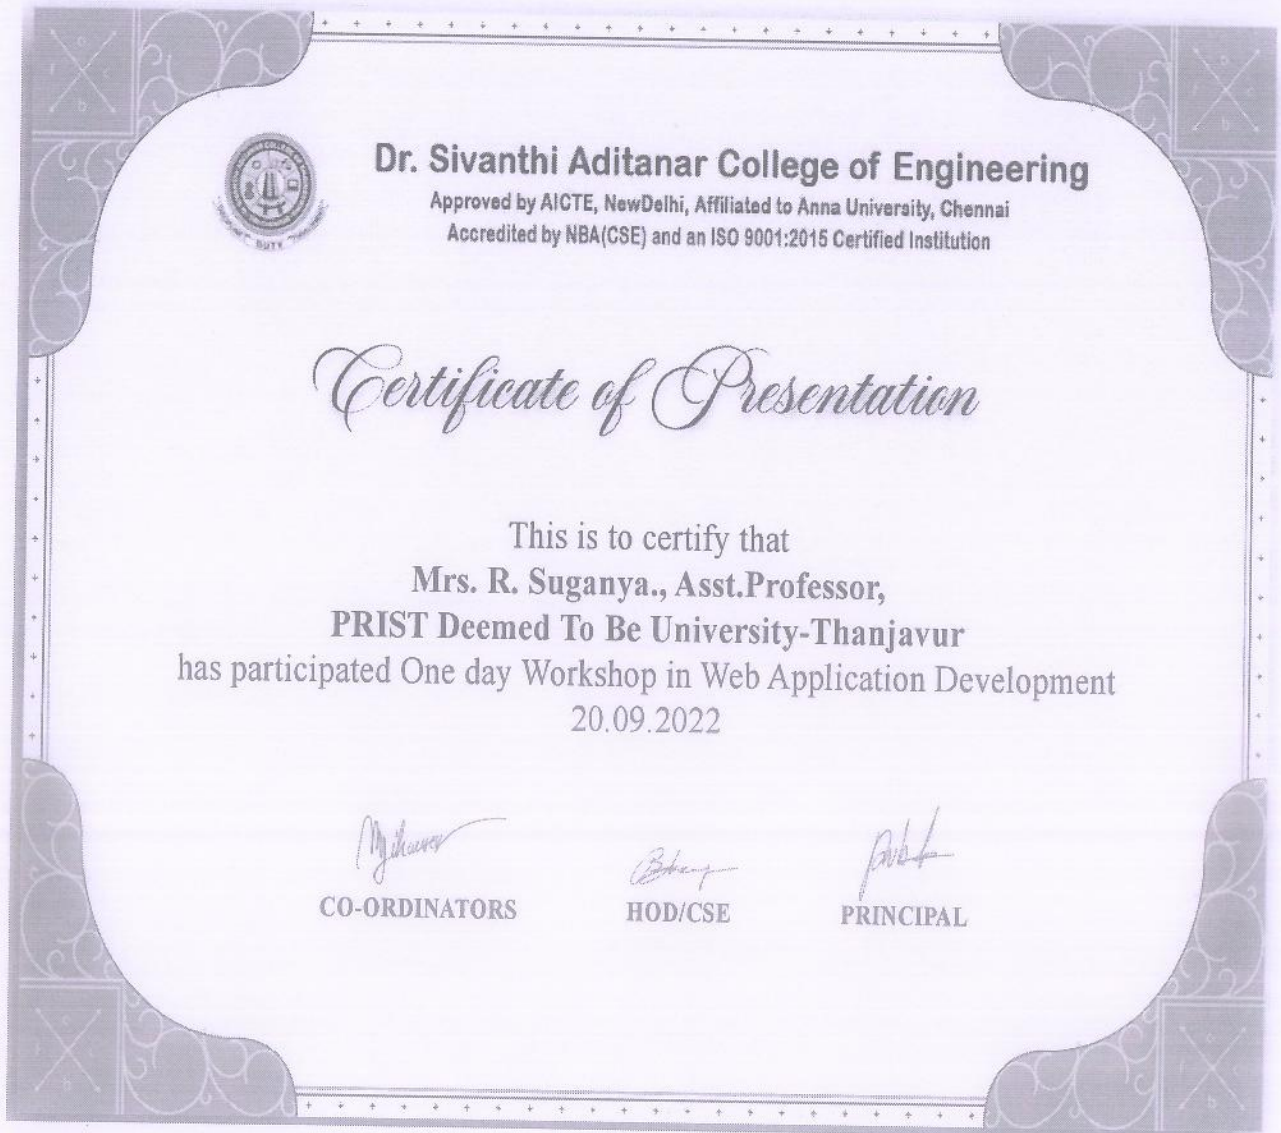 Dr. Sivanthi Aditanar College of Engineering
Approved by AICTE, NewDelhi, Affiliated to Anna University, Chennai
Accredited by NBA(CSE) and an ISO 9001:2015 Certified Institution
Certificate of Presentation
This is to certify that
Mrs. R. Suganya., Asst.Professor,
PRIST Deemed To Be University-Thanjavur
has participated One day Workshop in Web Application Development
20.09.2022
CO-ORDINATORS
HOD/CSE
PRINCIPAL